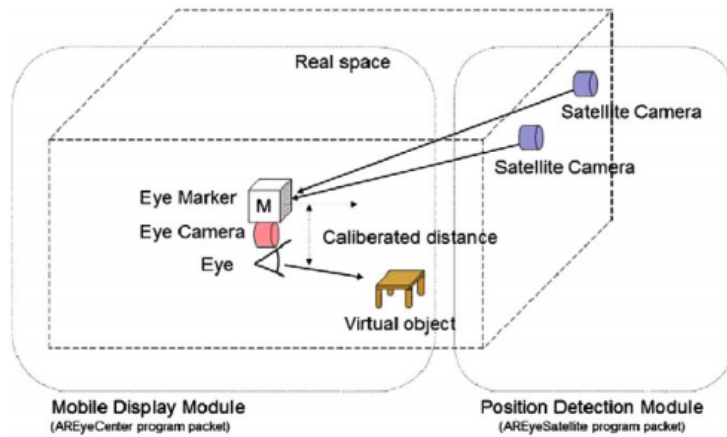 Real space
Satellite Camera
Satellite Camera
Eye Marker
M
Eye Camera
Caliberated distance
Eye
Virtual object
Mobile Display Module
(AREyeCenter program packet)
Position Detection Module
(AREyeSatellite program packet)